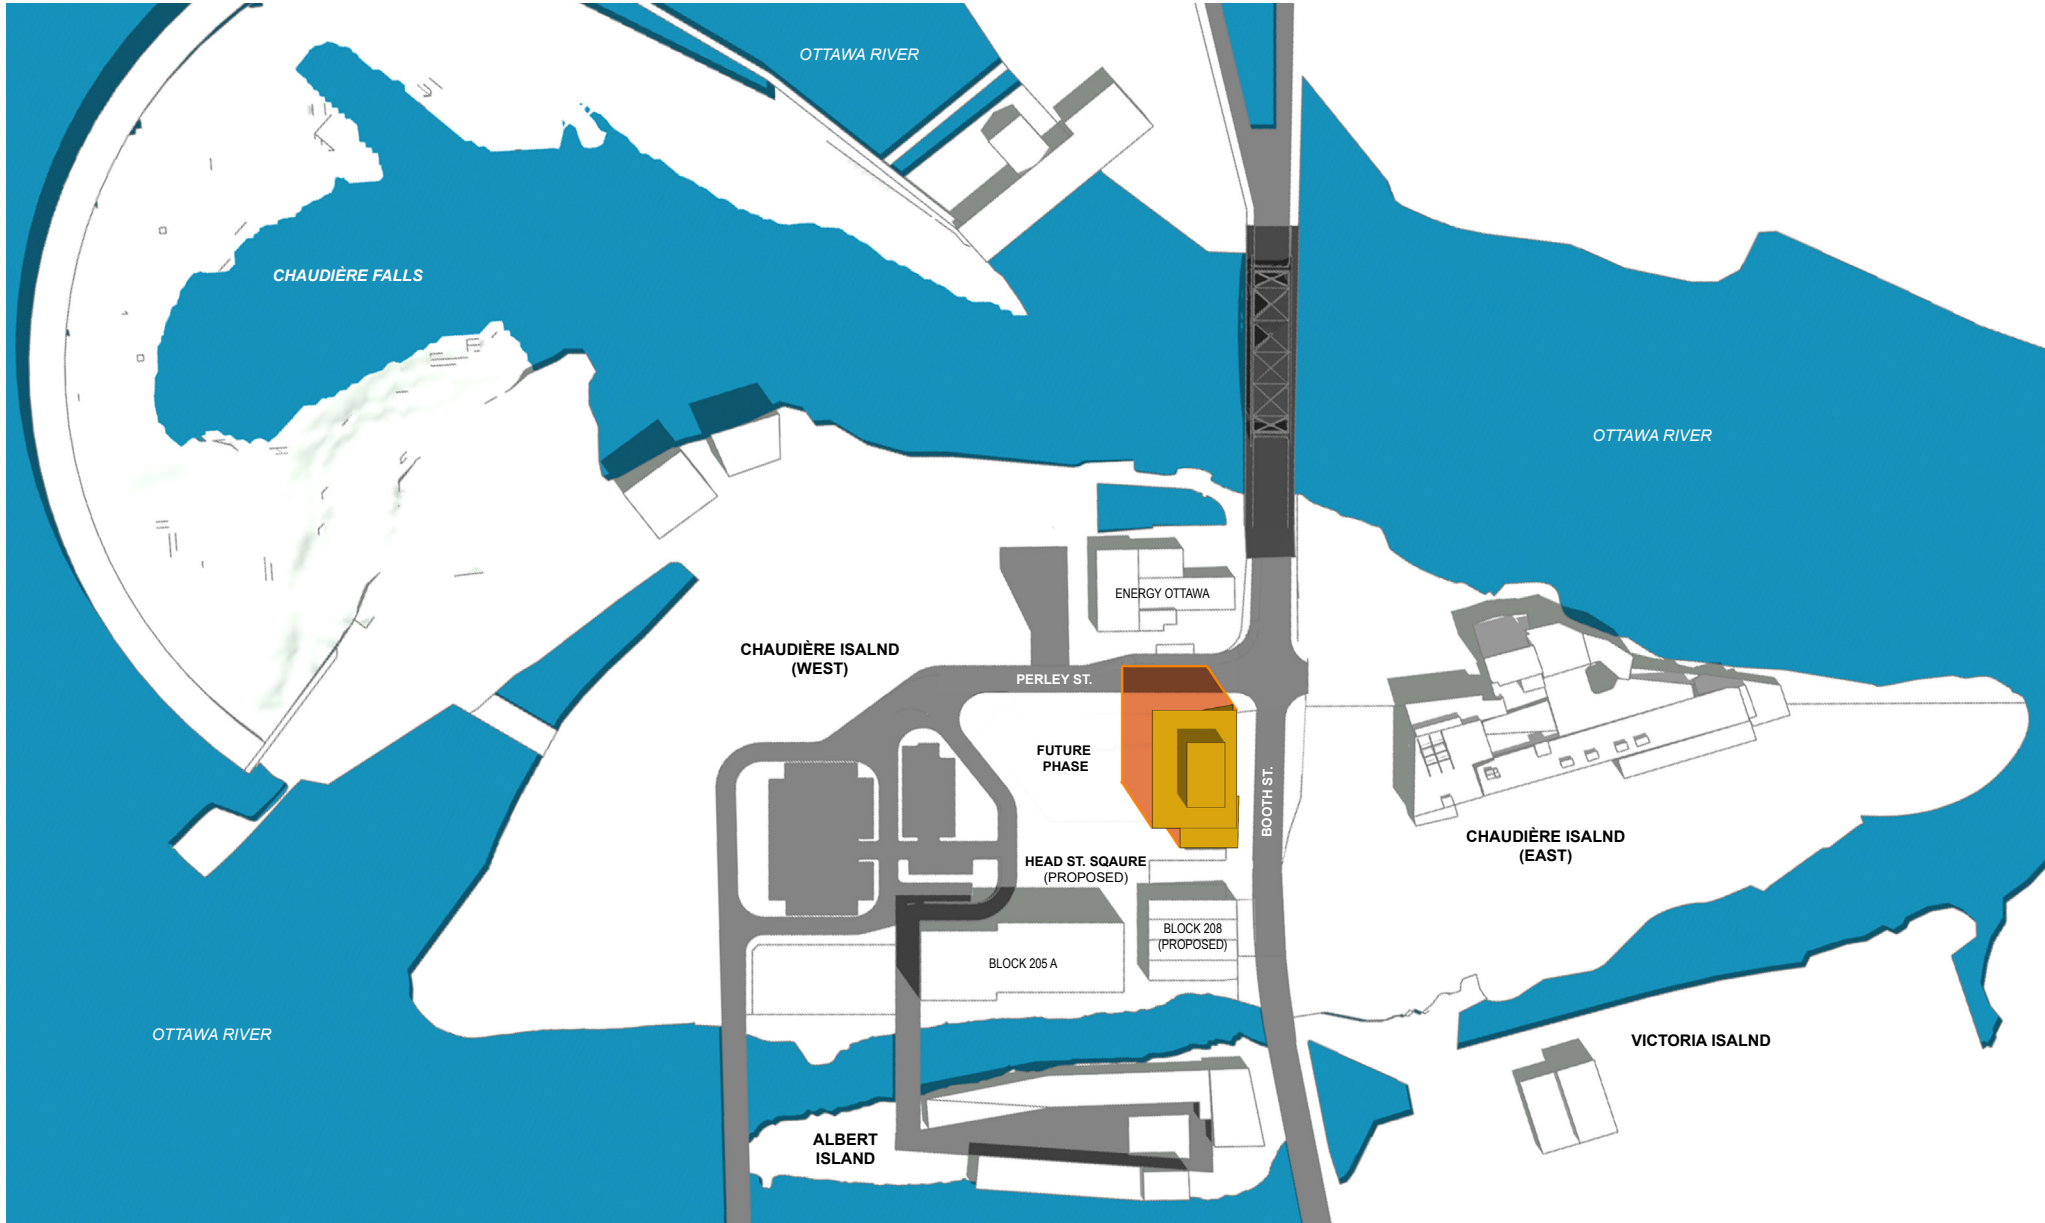 OTTAWA RIVER
CHAUDIÈRE FALLS
OTTAWA RIVER
ENERGY OTTAWA
CHAUDIÈRE ISALND
(WEST)
PERLEY ST.
FUTURE
PHASE
BOOTH ST.
CHAUDIÈRE ISALND
(EAST)
HEAD ST. SQAURE
(PROPOSED)
BLOCK 208
(PROPOSED)
BLOCK 205 A
OTTAWA RIVER
VICTORIA ISALND
ALBERT
ISLAND